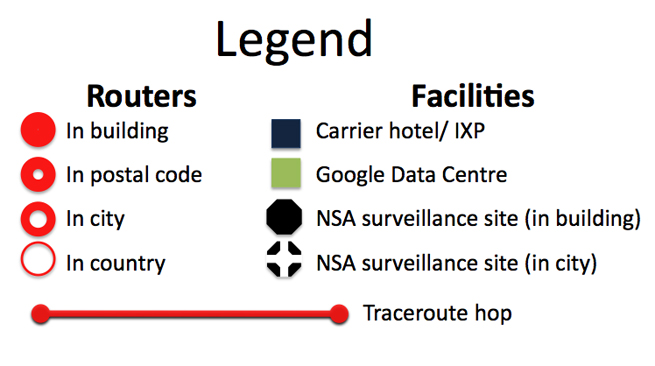 Legend
Routers
In building
In postal code
In city
In country
Facilities
Carrier hotel/ IXP
Google Data Centre
NSA surveillance site (in building)
NSA surveillance site (in city)
Traceroute hop